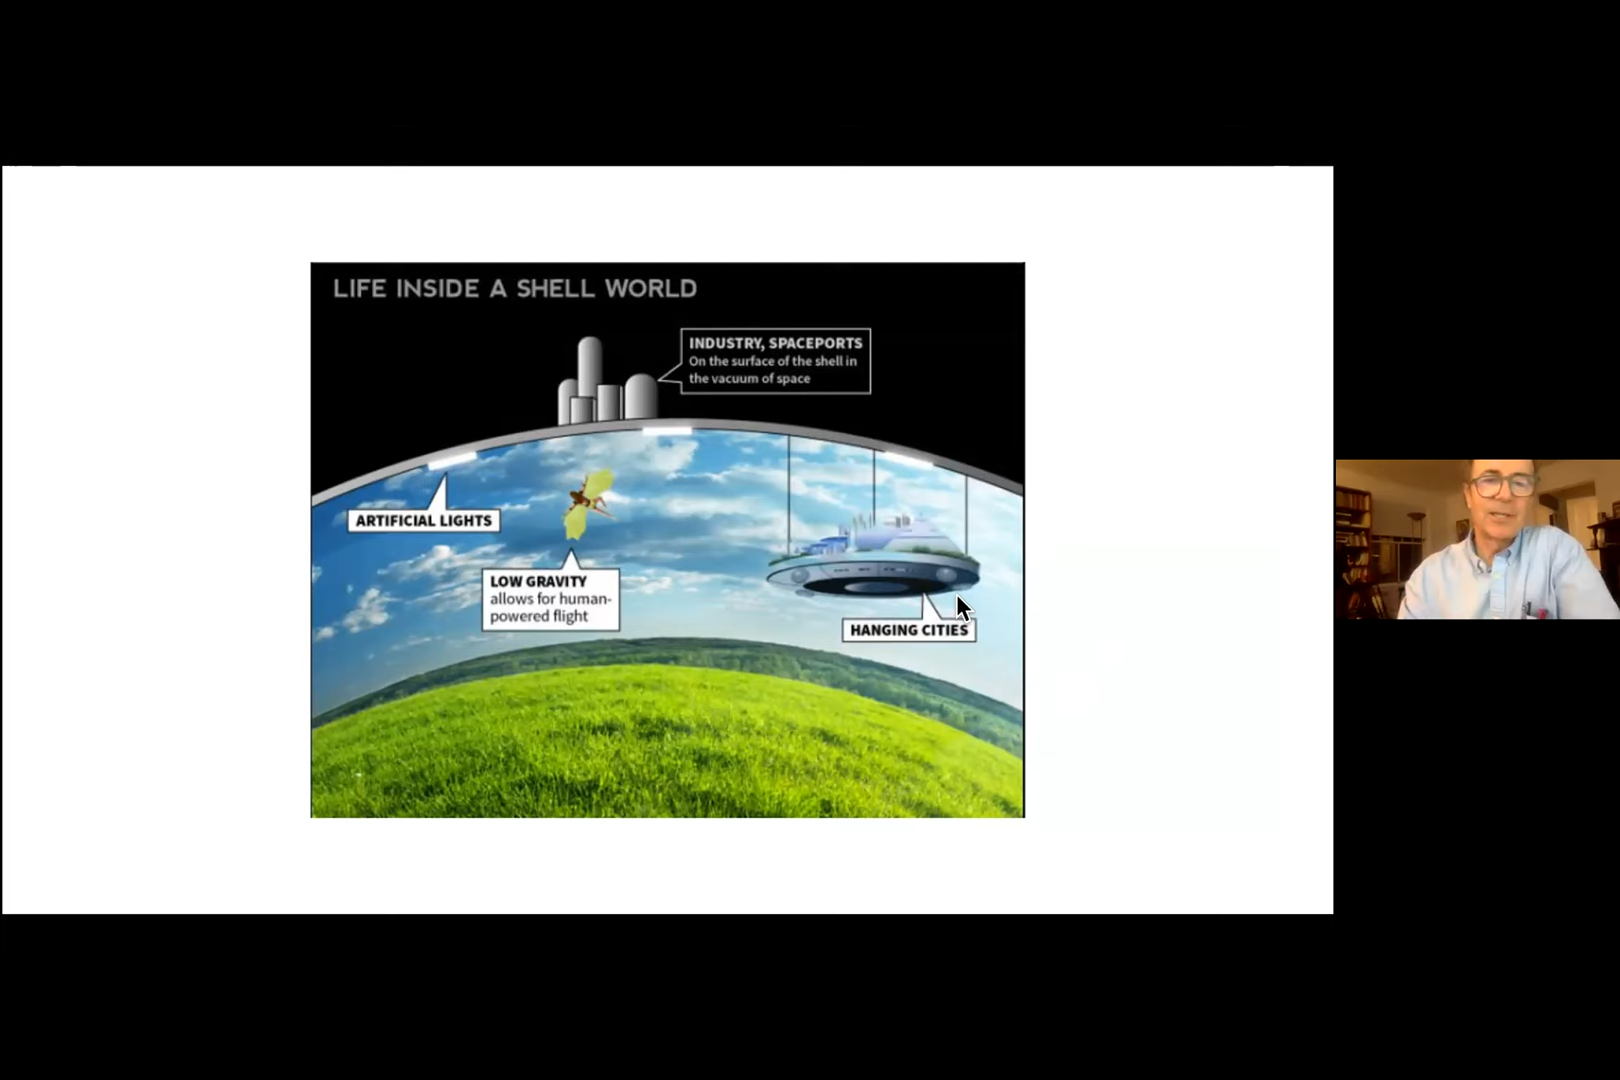 LIFE INSIDE A SHELL WORLD
INDUSTRY, SPACEPORTS
On the surface of the shell in
the vacuum of space
ARTIFICIAL LIGHTS
LOW GRAVITY
allows for human-
powered flight
HANGING CITIES